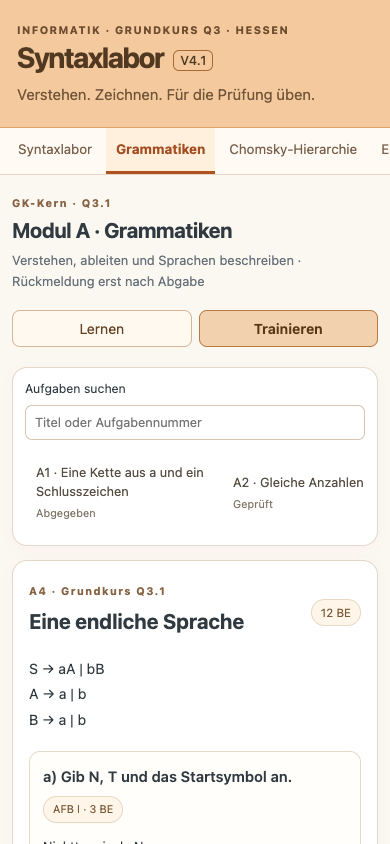 INFORMATIK · GRUNDKURS Q3 · HESSEN
Syntaxlabor V4.1
Verstehen. Zeichnen. Für die Prüfung üben.
Syntaxlabor Grammatiken Chomsky-Hierarchie E
GK-Kern · Q3.1
Modul A · Grammatiken
Verstehen, ableiten und Sprachen beschreiben ·
Rückmeldung erst nach Abgabe
Lernen Trainieren
Aufgaben suchen
Titel oder Aufgabennummer
A1 · Eine Kette aus a und ein
Schlusszeichen
Abgegeben
A2 · Gleiche Anzahlen
Geprüft
A4 · Grundkurs Q3.1
Eine endliche Sprache
12 BE
S → aA | bB
A → a | b
B → a | b
a) Gib N, T und das Startsymbol an.
AFB I · 3 BE